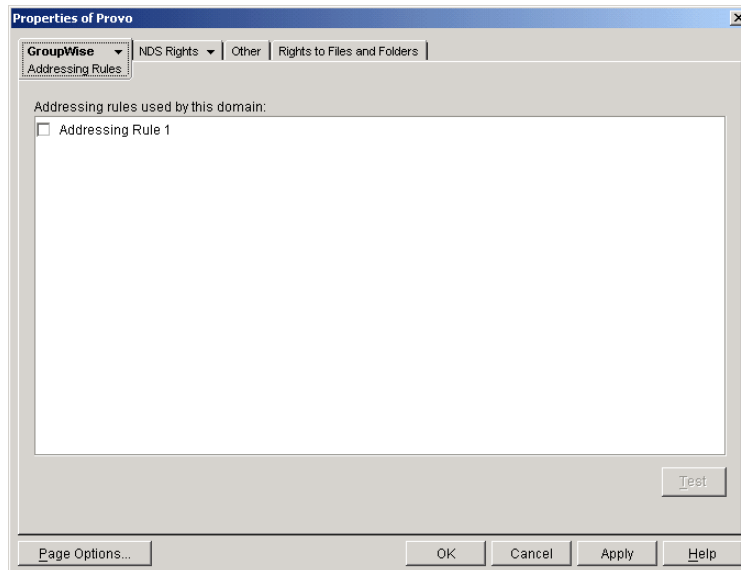 Properties of Provo
GroupWise NDS Rights Other Rights to Files and Folders
Addressing Rules
Addressing rules used by this domain:
Addressing Rule 1
Test
Page Options... OK Cancel Apply Help